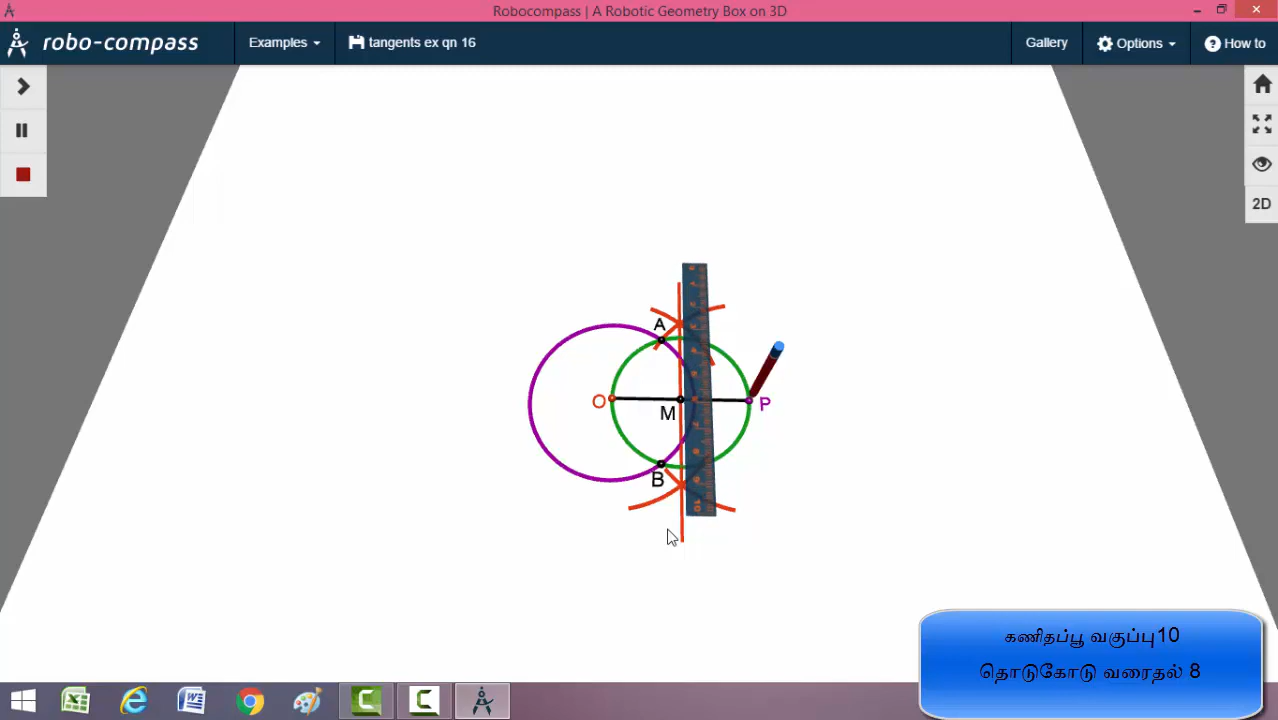 Robocompass | A Robotic Geometry Box on 3D
robo-compass
Examples
tangents ex qn 16
Gallery
Options
How to
2D
A
O
M
P
B
கணிதப்பூ வகுப்பு10
தொடுகோடு வரைதல் 8